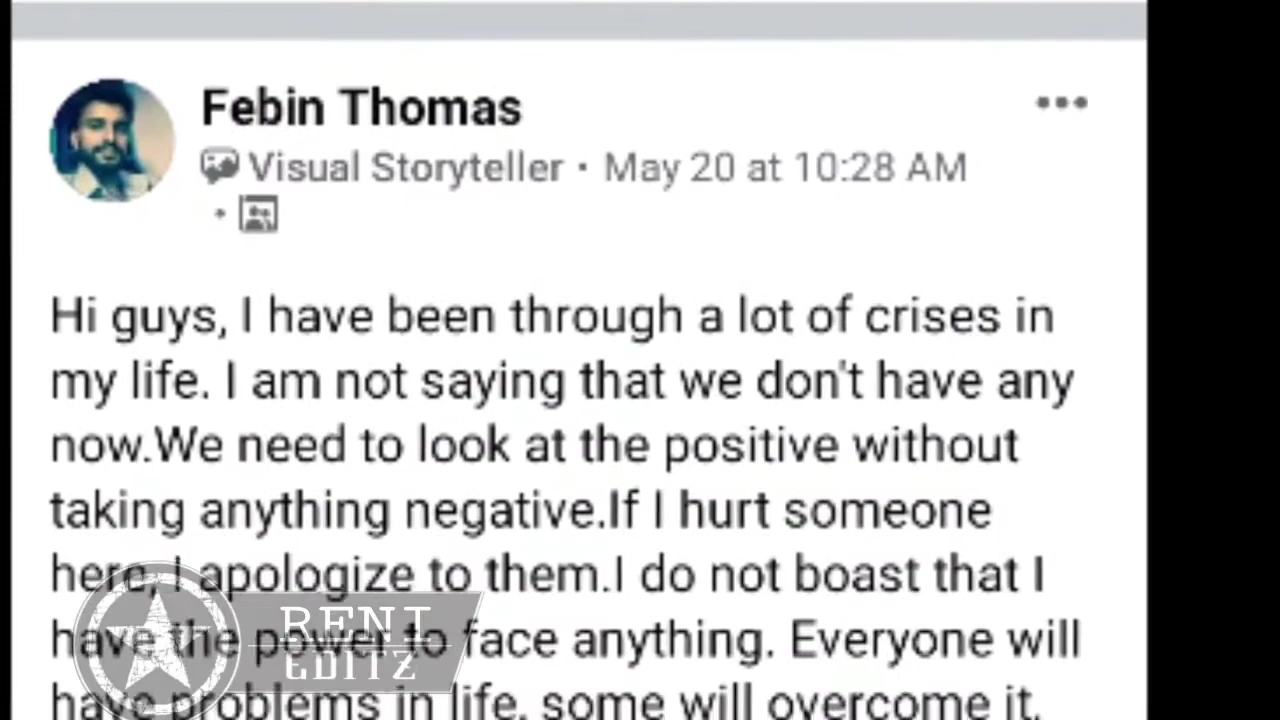 Febin Thomas
Visual Storyteller · May 20 at 10:28 AM
Hi guys, I have been through a lot of crises in
my life. I am not saying that we don't have any
now.We need to look at the positive without
taking anything negative.If I hurt someone
here, I apologize to them.I do not boast that I
have the power to face anything. Everyone will
have problems in life, some will overcome it,
RENJ
EDITZ